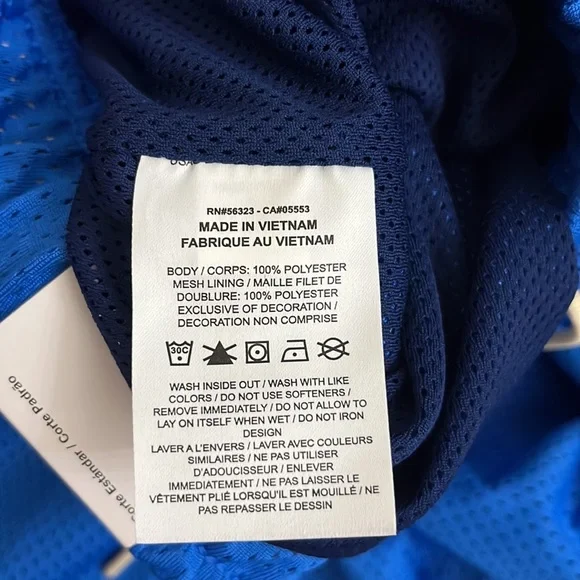 RN#56323 - CA#05553
MADE IN VIETNAM
FABRIQUE AU VIETNAM
BODY / CORPS: 100% POLYESTER
MESH LINING / MAILLE FILET DE
DOUBLURE: 100% POLYESTER
EXCLUSIVE OF DECORATION /
DECORATION NON COMPRISE
30C
WASH INSIDE OUT / WASH WITH LIKE
COLORS / DO NOT USE SOFTENERS /
REMOVE IMMEDIATELY / DO NOT ALLOW TO
LAY ON ITSELF WHEN WET / DO NOT IRON
DESIGN
LAVER A L'ENVERS / LAVER AVEC COULEURS
SIMILAIRES / NE PAS UTILISER
D'ADOUCISSEUR / ENLEVER
IMMEDIATEMENT / NE PAS LAISSER LE
VÊTEMENT PLIÉ LORSQU'IL EST MOUILLÉ / NE
PAS REPASSER LE DESSIN
Corte Estándar / Corte Padrão